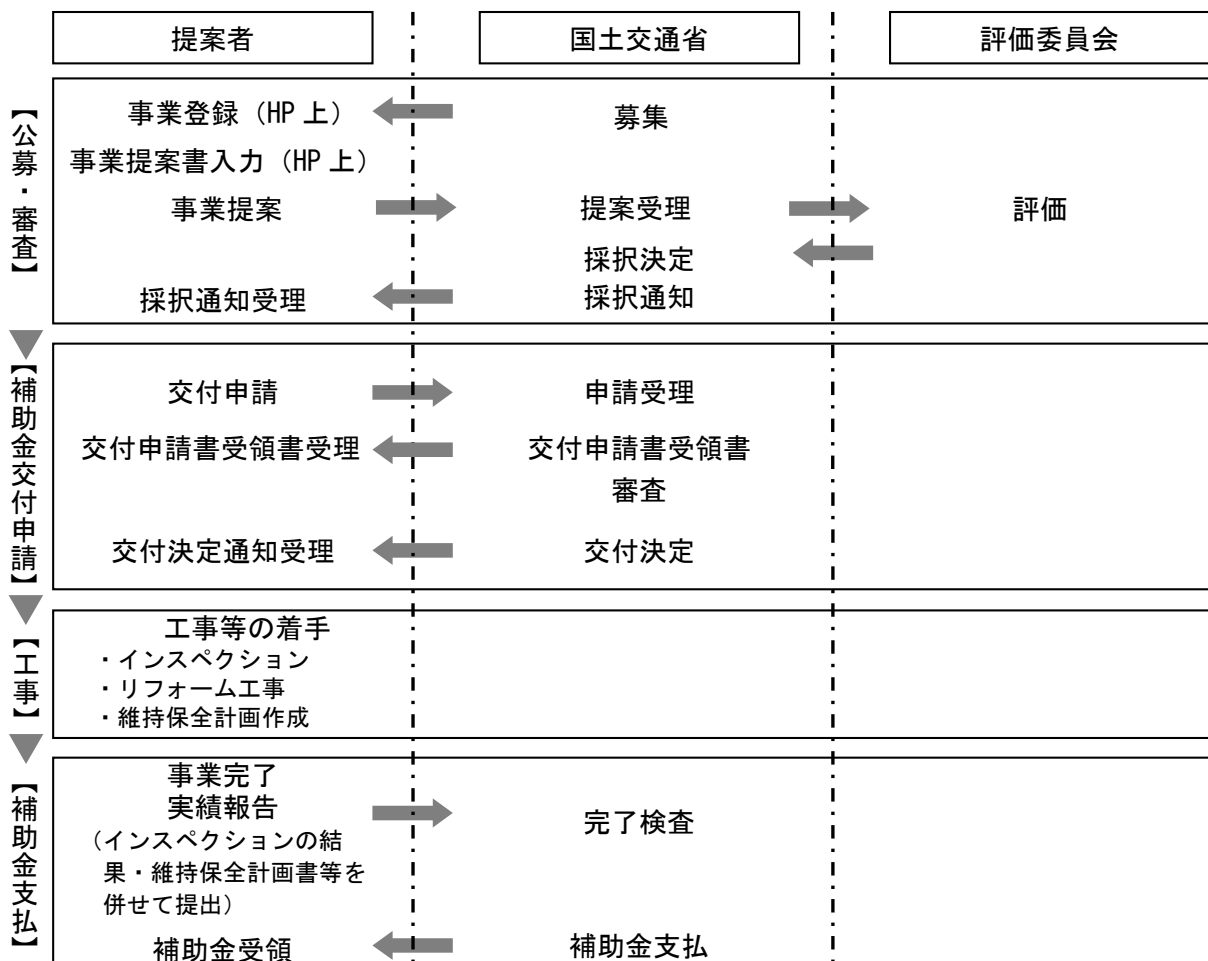 提案者
国土交通省
評価委員会
【公募・審査】
事業登録（HP上）
募集
事業提案書入力（HP上）
事業提案
提案受理
評価
採択決定
採択通知受理
採択通知
【補助金交付申請】
交付申請
申請受理
交付申請書受領書受理
交付申請書受領書
審査
交付決定通知受理
交付決定
【工事】
工事等の着手
・インスペクション
・リフォーム工事
・維持保全計画作成
【補助金支払】
事業完了
実績報告
完了検査
（インスペクションの結
果・維持保全計画書等を
併せて提出）
補助金受領
補助金支払